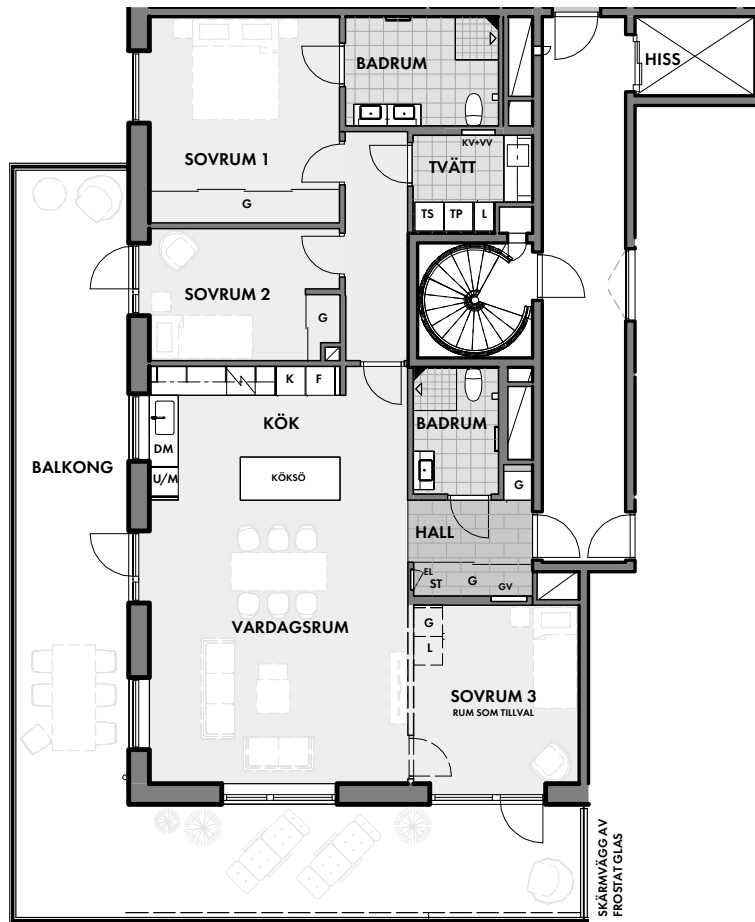 BADRUM
HISS
KV+VV
TVÄTT
SOVRUM 1
G
TS
TP
L
SOVRUM 2
G
K
F
KÖK
BADRUM
DM
BALKONG
U/M
KÖKSÖ
G
HALL
EL
ST
G
GV
VARDAGSRUM
G
L
SOVRUM 3
RUM SOM TILLVAL
SKÄRMVÄGG AV
FROSTAT GLAS